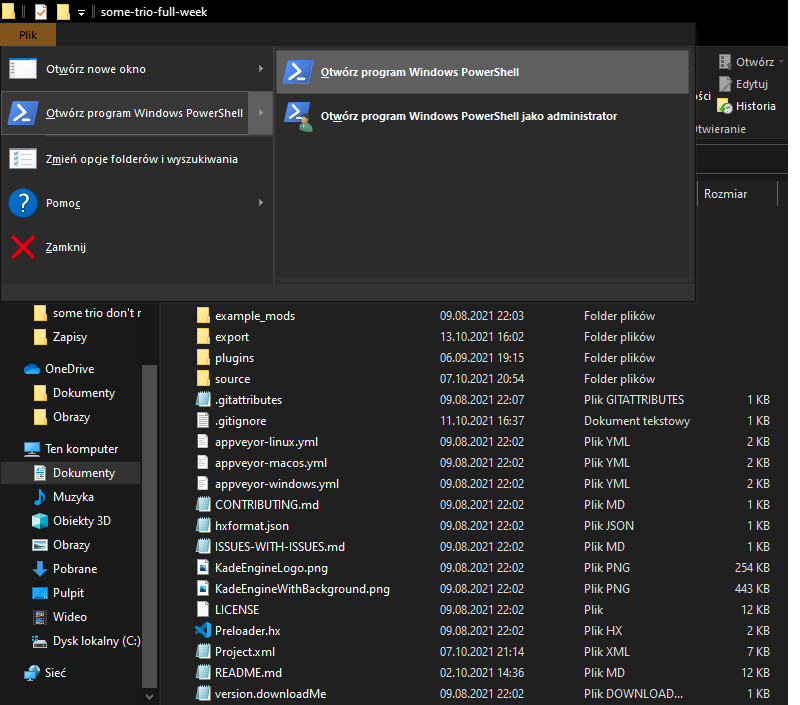 some-trio-full-week
Plik
Otwórz nowe okno
Otwórz program Windows PowerShell
Zmień opcje folderów i wyszukiwania
Pomoc
Zamknij
Otwórz program Windows PowerShell
Otwórz program Windows PowerShell jako administrator
Otwórz
Edytuj
ści
Historia
twieranie
Rozmiar
some trio don't r
Zapisy
OneDrive
Dokumenty
Obrazy
Ten komputer
Dokumenty
Muzyka
Obiekty 3D
Obrazy
Pobrane
Pulpit
Wideo
Dysk lokalny (C:)
Sieć
example_mods 09.08.2021 22:03 Folder plików
export 13.10.2021 16:02 Folder plików
plugins 06.09.2021 19:15 Folder plików
source 07.10.2021 20:54 Folder plików
.gitattributes 09.08.2021 22:07 Plik GITATTRIBUTES 1 KB
.gitignore 11.10.2021 16:37 Dokument tekstowy 1 KB
appveyor-linux.yml 09.08.2021 22:02 Plik YML 2 KB
appveyor-macos.yml 09.08.2021 22:02 Plik YML 2 KB
appveyor-windows.yml 09.08.2021 22:02 Plik YML 2 KB
CONTRIBUTING.md 09.08.2021 22:02 Plik MD 1 KB
hxformat.json 09.08.2021 22:02 Plik JSON 1 KB
ISSUES-WITH-ISSUES.md 09.08.2021 22:02 Plik MD 1 KB
KadeEngineLogo.png 09.08.2021 22:02 Plik PNG 254 KB
KadeEngineWithBackground.png 09.08.2021 22:02 Plik PNG 443 KB
LICENSE 09.08.2021 22:02 Plik 12 KB
Preloader.hx 09.08.2021 22:02 Plik HX 2 KB
Project.xml 07.10.2021 21:14 Plik XML 7 KB
README.md 02.10.2021 14:36 Plik MD 12 KB
version.downloadMe 09.08.2021 22:02 Plik DOWNLOAD... 1 KB